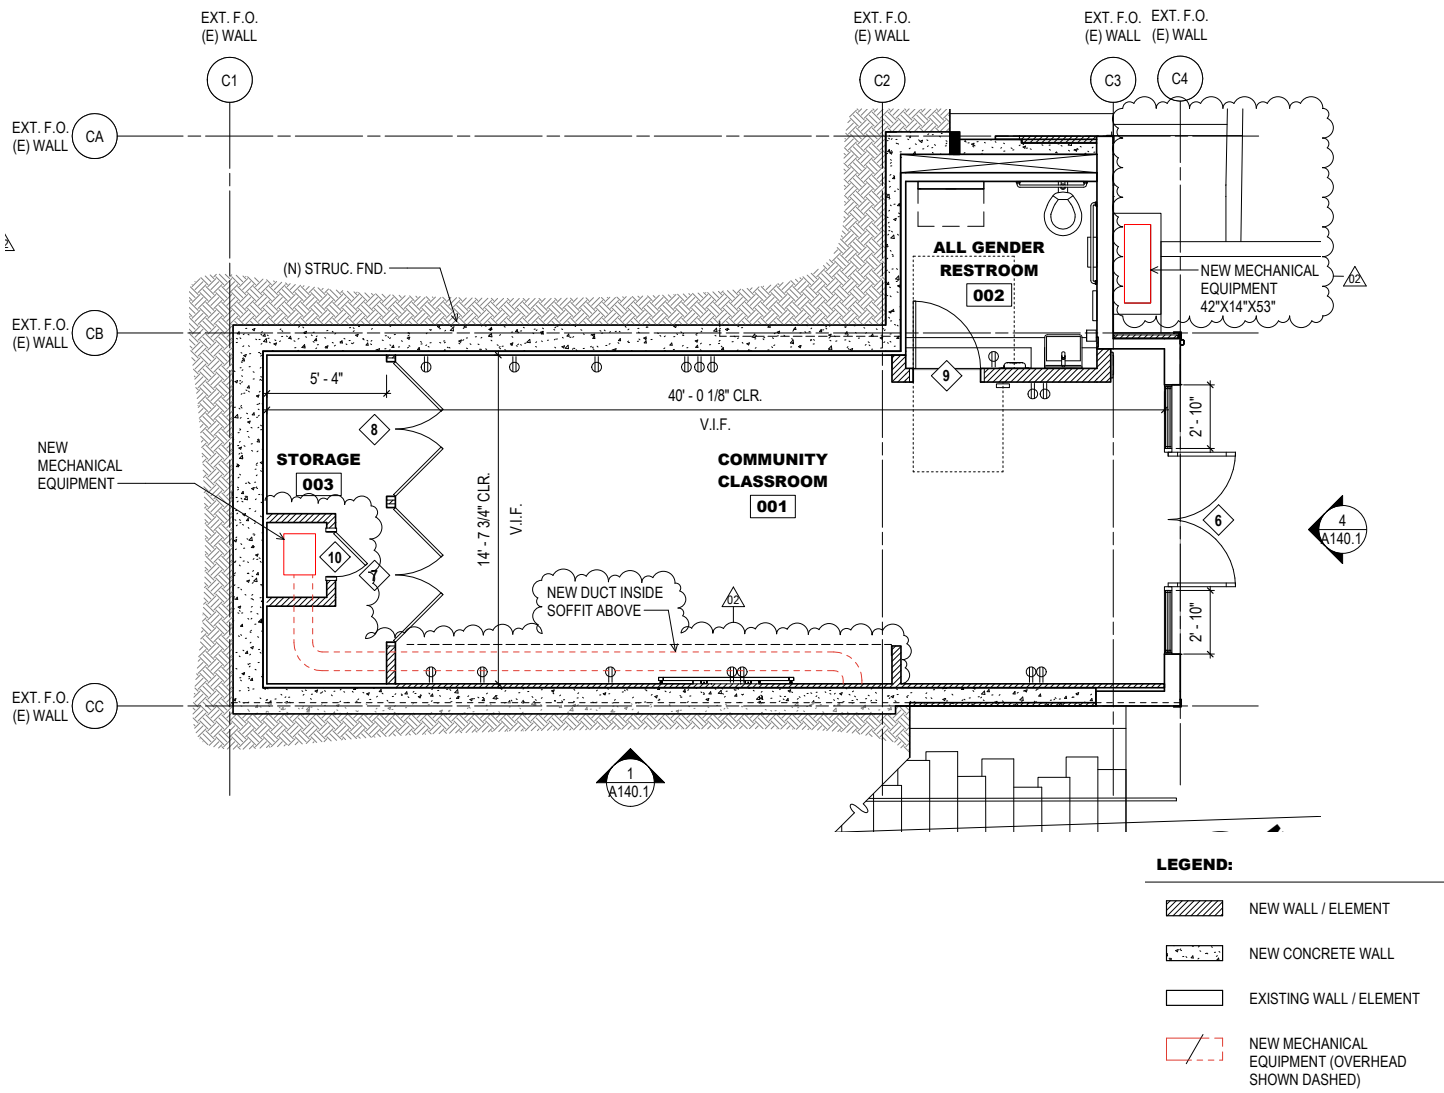 EXT. F.O.
(E) WALL
EXT. F.O.
(E) WALL
EXT. F.O.
(E) WALL
EXT. F.O.
(E) WALL
C1
C2
C3
C4
EXT. F.O.
(E) WALL
CA
ALL GENDER
RESTROOM
002
(N) STRUC. FND.
NEW MECHANICAL
EQUIPMENT
42"X14"X53"
02
EXT. F.O.
(E) WALL
CB
5' - 4"
40' - 0 1/8" CLR.
V.I.F.
9
8
2' - 10"
NEW
MECHANICAL
EQUIPMENT
STORAGE
003
COMMUNITY
CLASSROOM
001
14' - 7 3/4" CLR.
V.I.F.
6
4
A140.1
10
7
NEW DUCT INSIDE
SOFFIT ABOVE
02
2' - 10"
EXT. F.O.
(E) WALL
CC
1
A140.1
LEGEND:
NEW WALL / ELEMENT
NEW CONCRETE WALL
EXISTING WALL / ELEMENT
NEW MECHANICAL
EQUIPMENT (OVERHEAD
SHOWN DASHED)